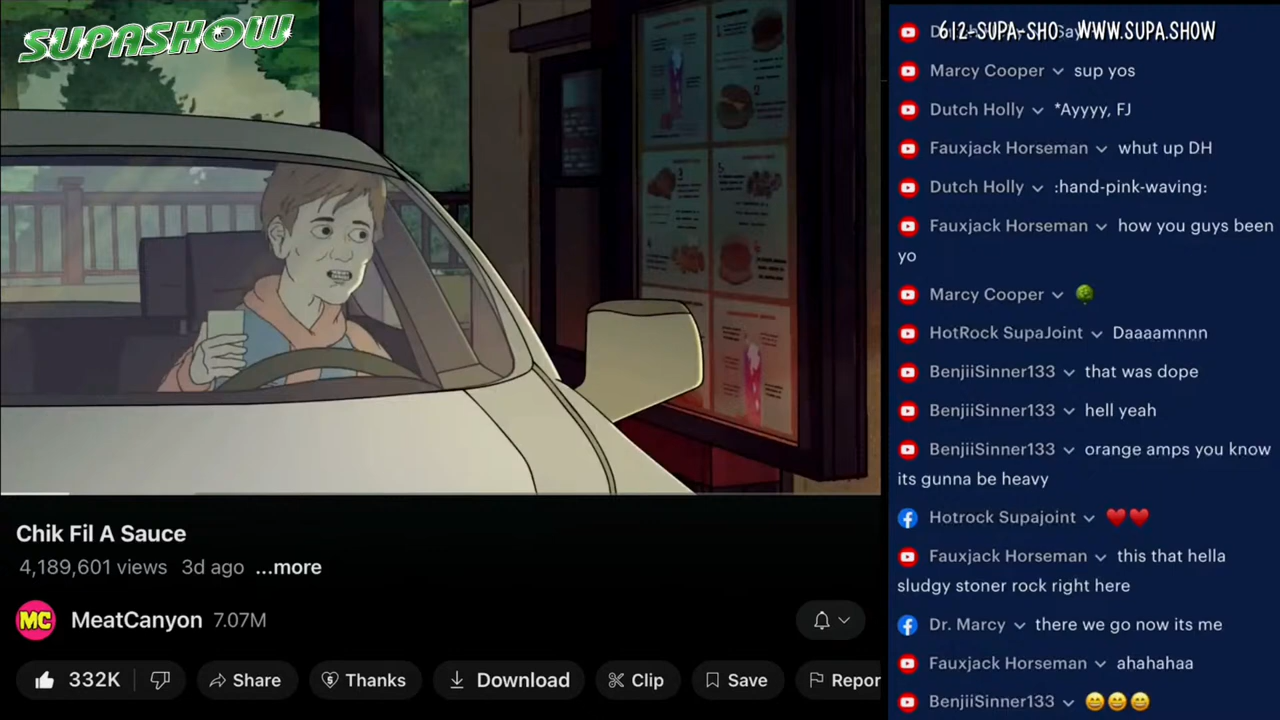 SUPASHOW
612-SUPA-SHO WWW.SUPA.SHOW
Marcy Cooper sup yos
Dutch Holly *Ayyyy, FJ
Fauxjack Horseman whut up DH
Dutch Holly :hand-pink-waving:
Fauxjack Horseman how you guys been
yo
Marcy Cooper
HotRock SupaJoint Daaaamnnn
BenjiiSinner133 that was dope
BenjiiSinner133 hell yeah
BenjiiSinner133 orange amps you know
its gunna be heavy
Hotrock Supajoint ❤️❤️
Fauxjack Horseman this that hella
sludgy stoner rock right here
Dr. Marcy there we go now its me
Fauxjack Horseman ahahahaa
BenjiiSinner133 😄😄😄
Chik Fil A Sauce
4,189,601 views 3d ago ...more
MC MeatCanyon 7.07M
332K Share Thanks Download Clip Save Repor